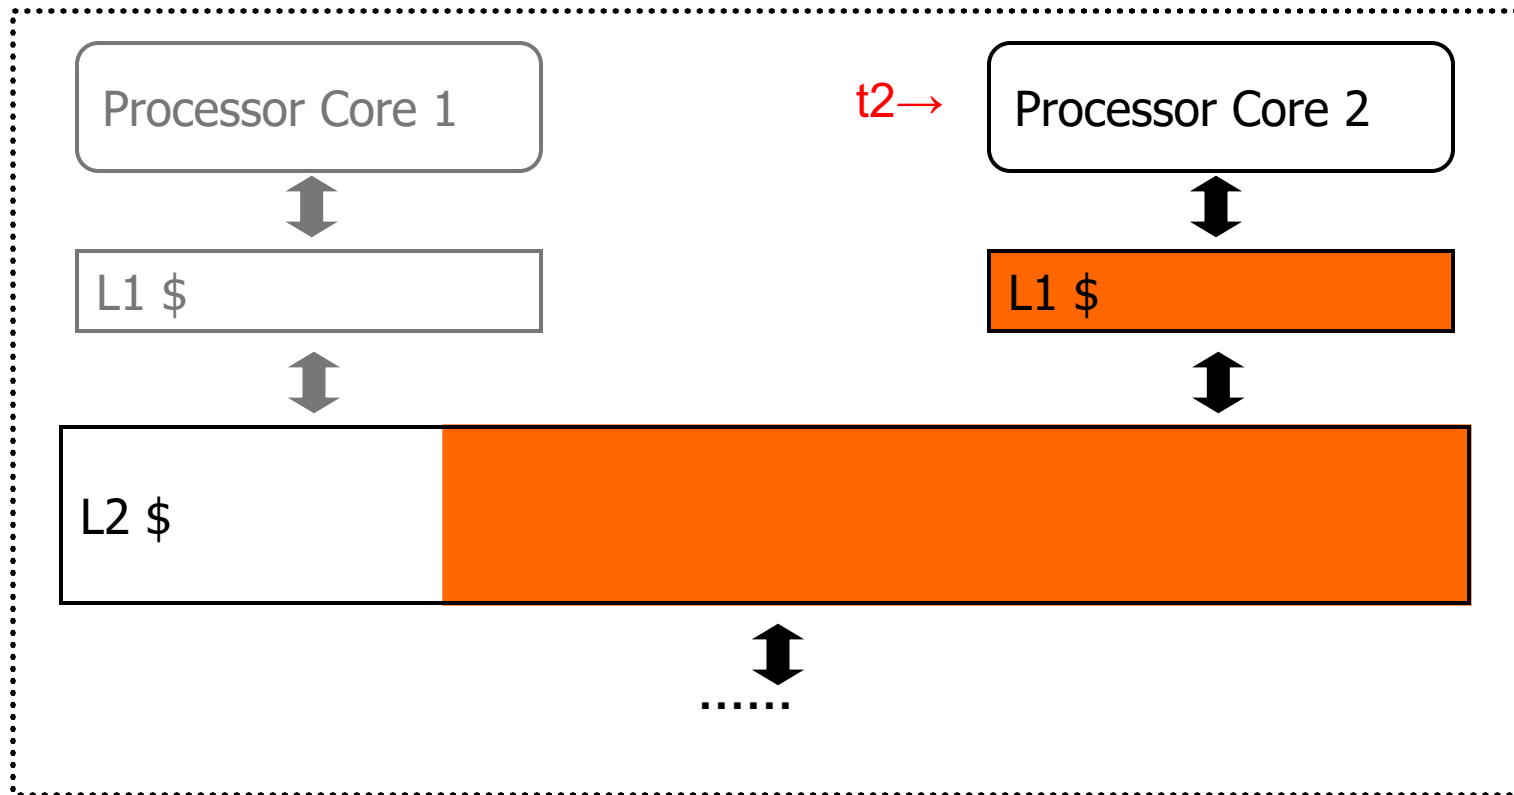 Processor Core 1
t2→
Processor Core 2
L1 $
L1 $
L2 $
......